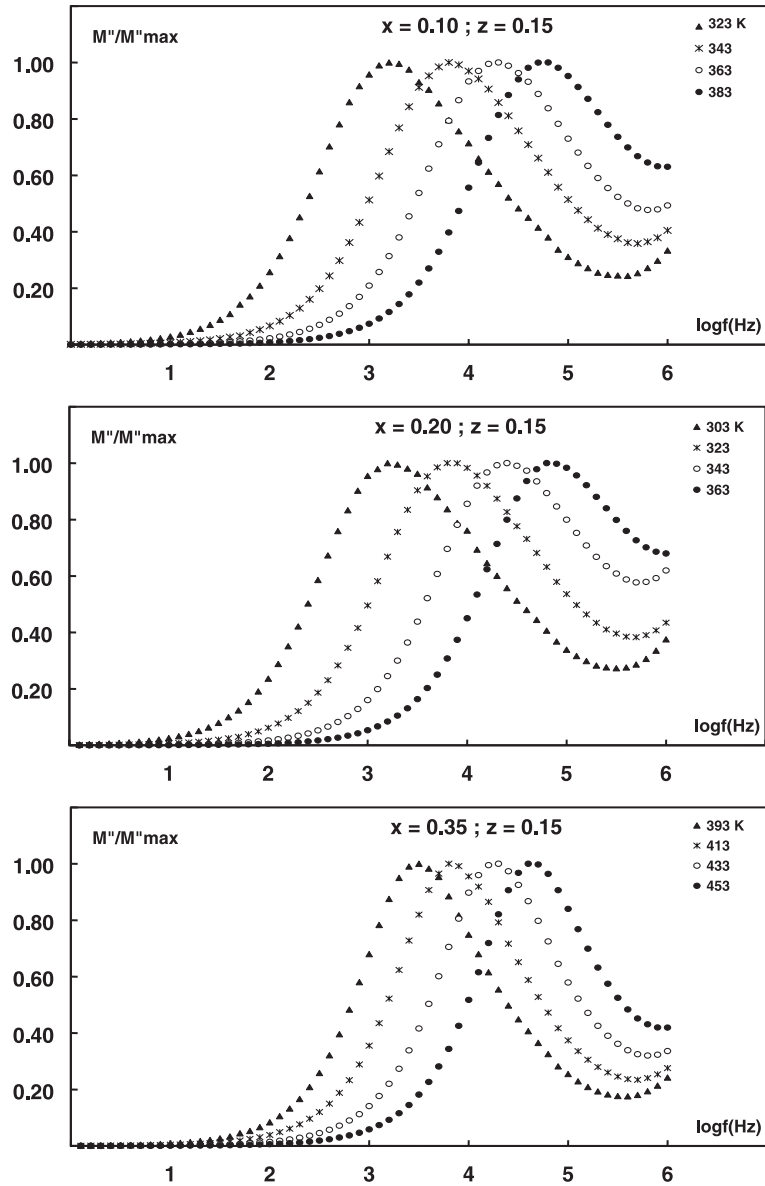 M"/M"max
x = 0.10 ; z = 0.15
▲ 323 K
343
○ 363
● 383
1.00
0.80
0.60
0.40
0.20
logf(Hz)
1 2 3 4 5 6
M"/M"max
x = 0.20 ; z = 0.15
▲ 303 K
323
○ 343
● 363
1.00
0.80
0.60
0.40
0.20
logf(Hz)
1 2 3 4 5 6
M"/M"max
x = 0.35 ; z = 0.15
▲ 393 K
413
○ 433
● 453
1.00
0.80
0.60
0.40
0.20
logf(Hz)
1 2 3 4 5 6